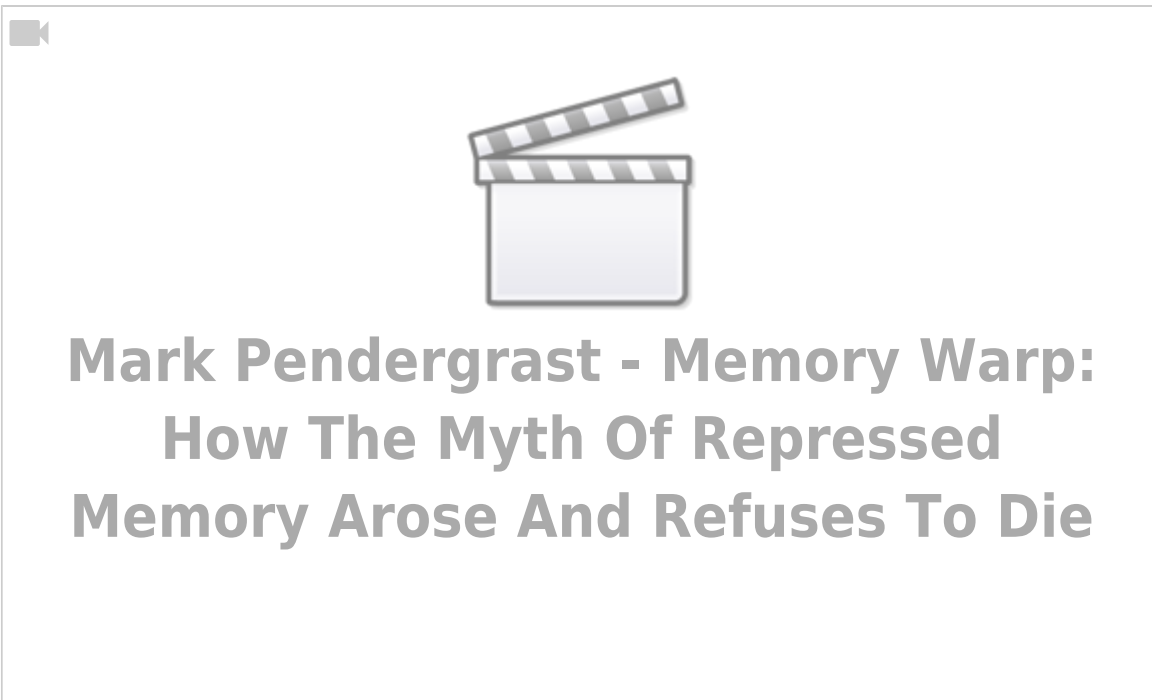 Mark Pendergrast - Memory Warp:
How The Myth Of Repressed
Memory Arose And Refuses To Die